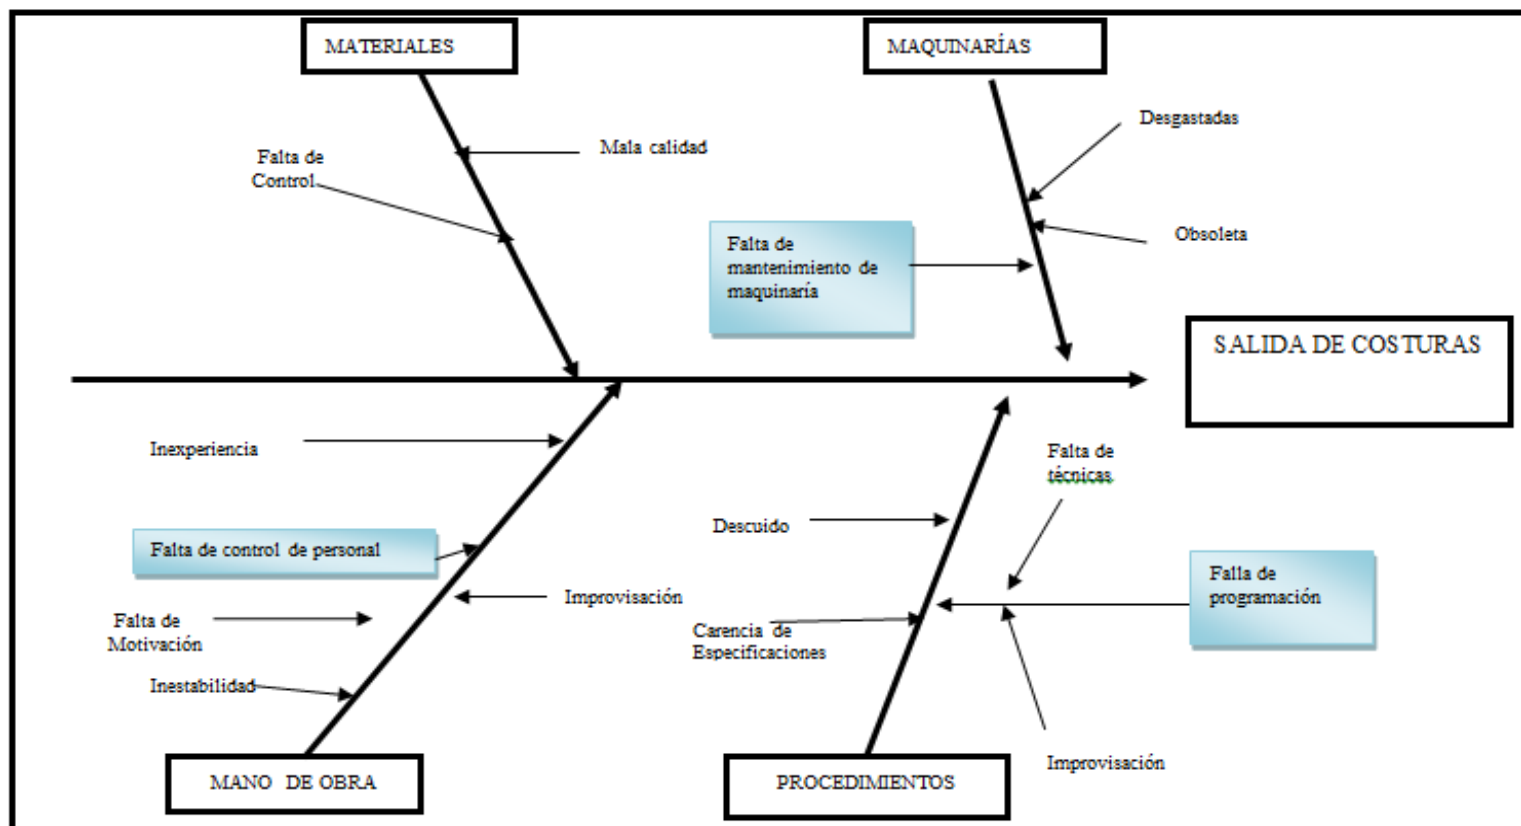 MATERIALES
MAQUINARÍAS
Desgastadas
Mala calidad
Falta de
Control
Obsoleta
Falta de
mantenimiento de
maquinaría
SALIDA DE COSTURAS
Inexperiencia
Falta de
técnicas
Descuido
Falta de control de personal
Falla de
programación
Improvisación
Falta de
Motivación
Carencia de
Especificaciones
Inestabilidad
Improvisación
MANO DE OBRA
PROCEDIMIENTOS